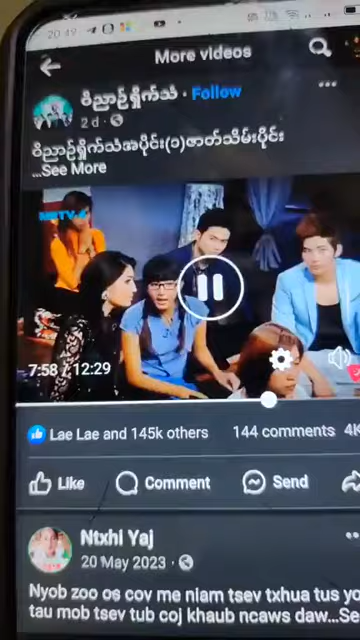 20:49
More videos
ဝိညာဉ်ရှိုက်သံ · Follow
2 d ·
ဝိညာဉ်ရှိုက်သံအပိုင်း(၁)ဇာတ်သိမ်းပိုင်း
...See More
MRTV 4
7:58 / 12:29
Lae Lae and 145k others
144 comments
4K
Like
Comment
Send
Ntxhi Yaj
20 May 2023 ·
Nyob zoo os cov me niam tsev txhua tus yo
tau mob tsev tub coj khaub ncaws daw...Se